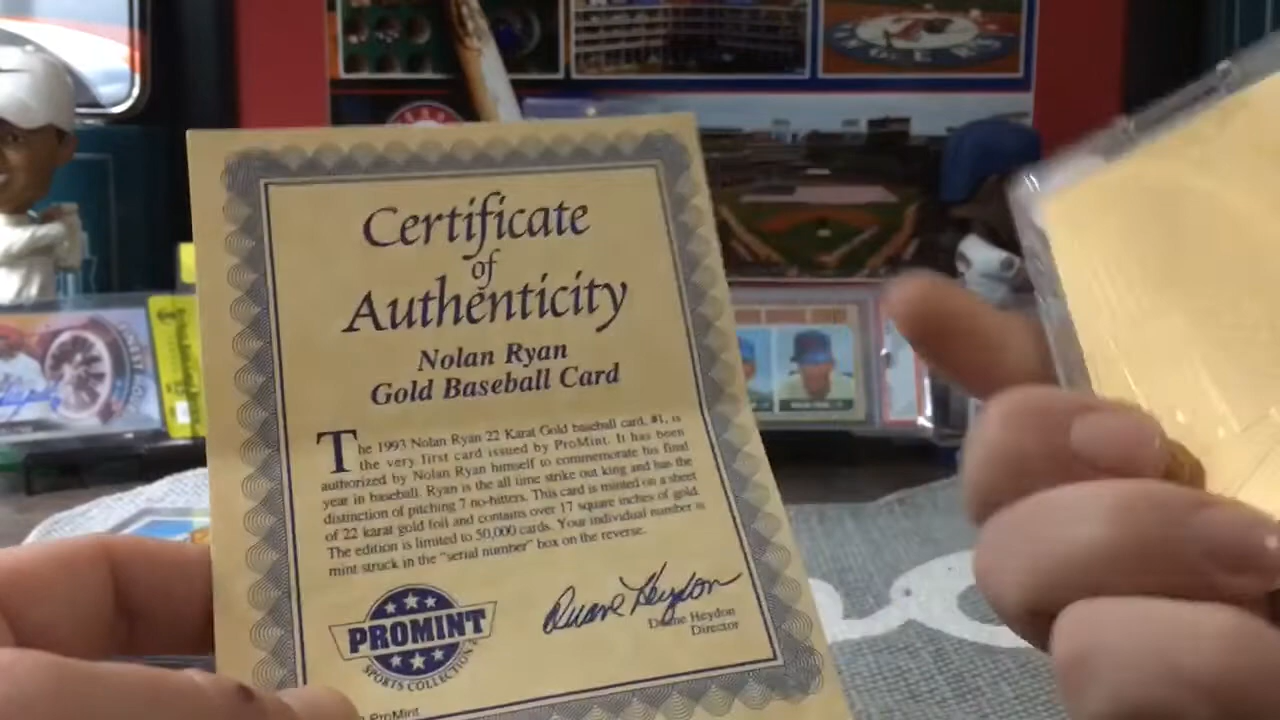 Certificate
of
Authenticity
Nolan Ryan
Gold Baseball Card
The 1993 Nolan Ryan 22 Karat Gold baseball card, #1, is
the very first card issued by ProMint. It has been
authorized by Nolan Ryan himself to commemorate his final
year in baseball. Ryan is the all time strike out king and has the
distinction of pitching 7 no-hitters. This card is minted on a sheet
of 22 karat gold foil and contains over 17 square inches of gold.
The edition is limited to 50,000 cards. Your individual number is
mint struck in the "serial number" box on the reverse.
PROMINT
SPORTS COLLECTION
Duane Heydon
Duane Heydon
Director
ProMint